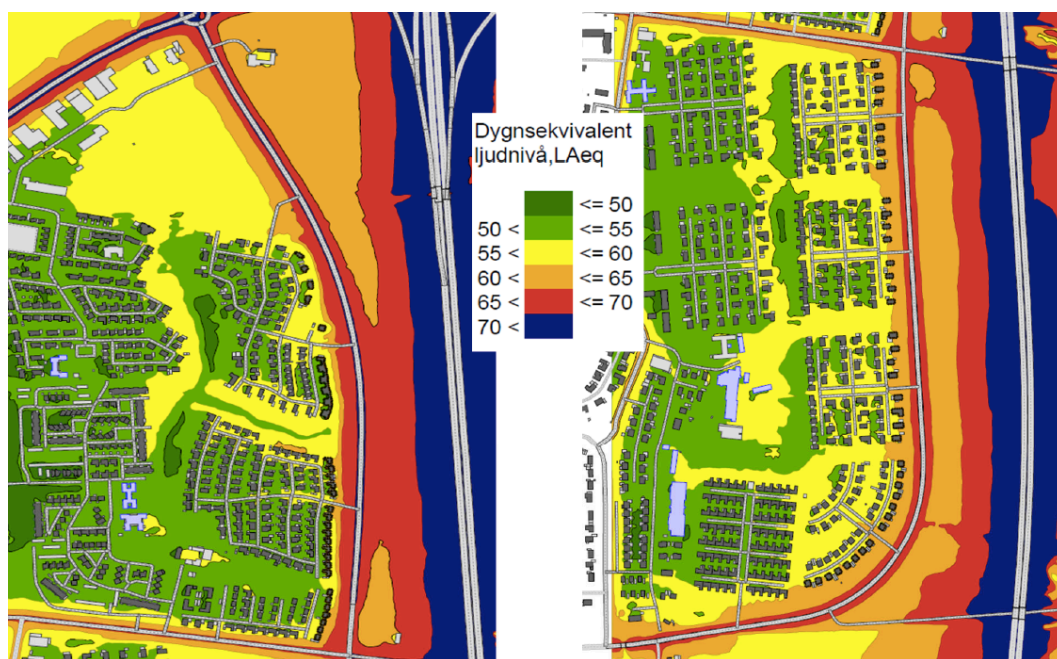 Dygnsekvivalent
ljudnivå,LAeq
<= 50
50 < <= 55
55 < <= 60
60 < <= 65
65 < <= 70
70 <